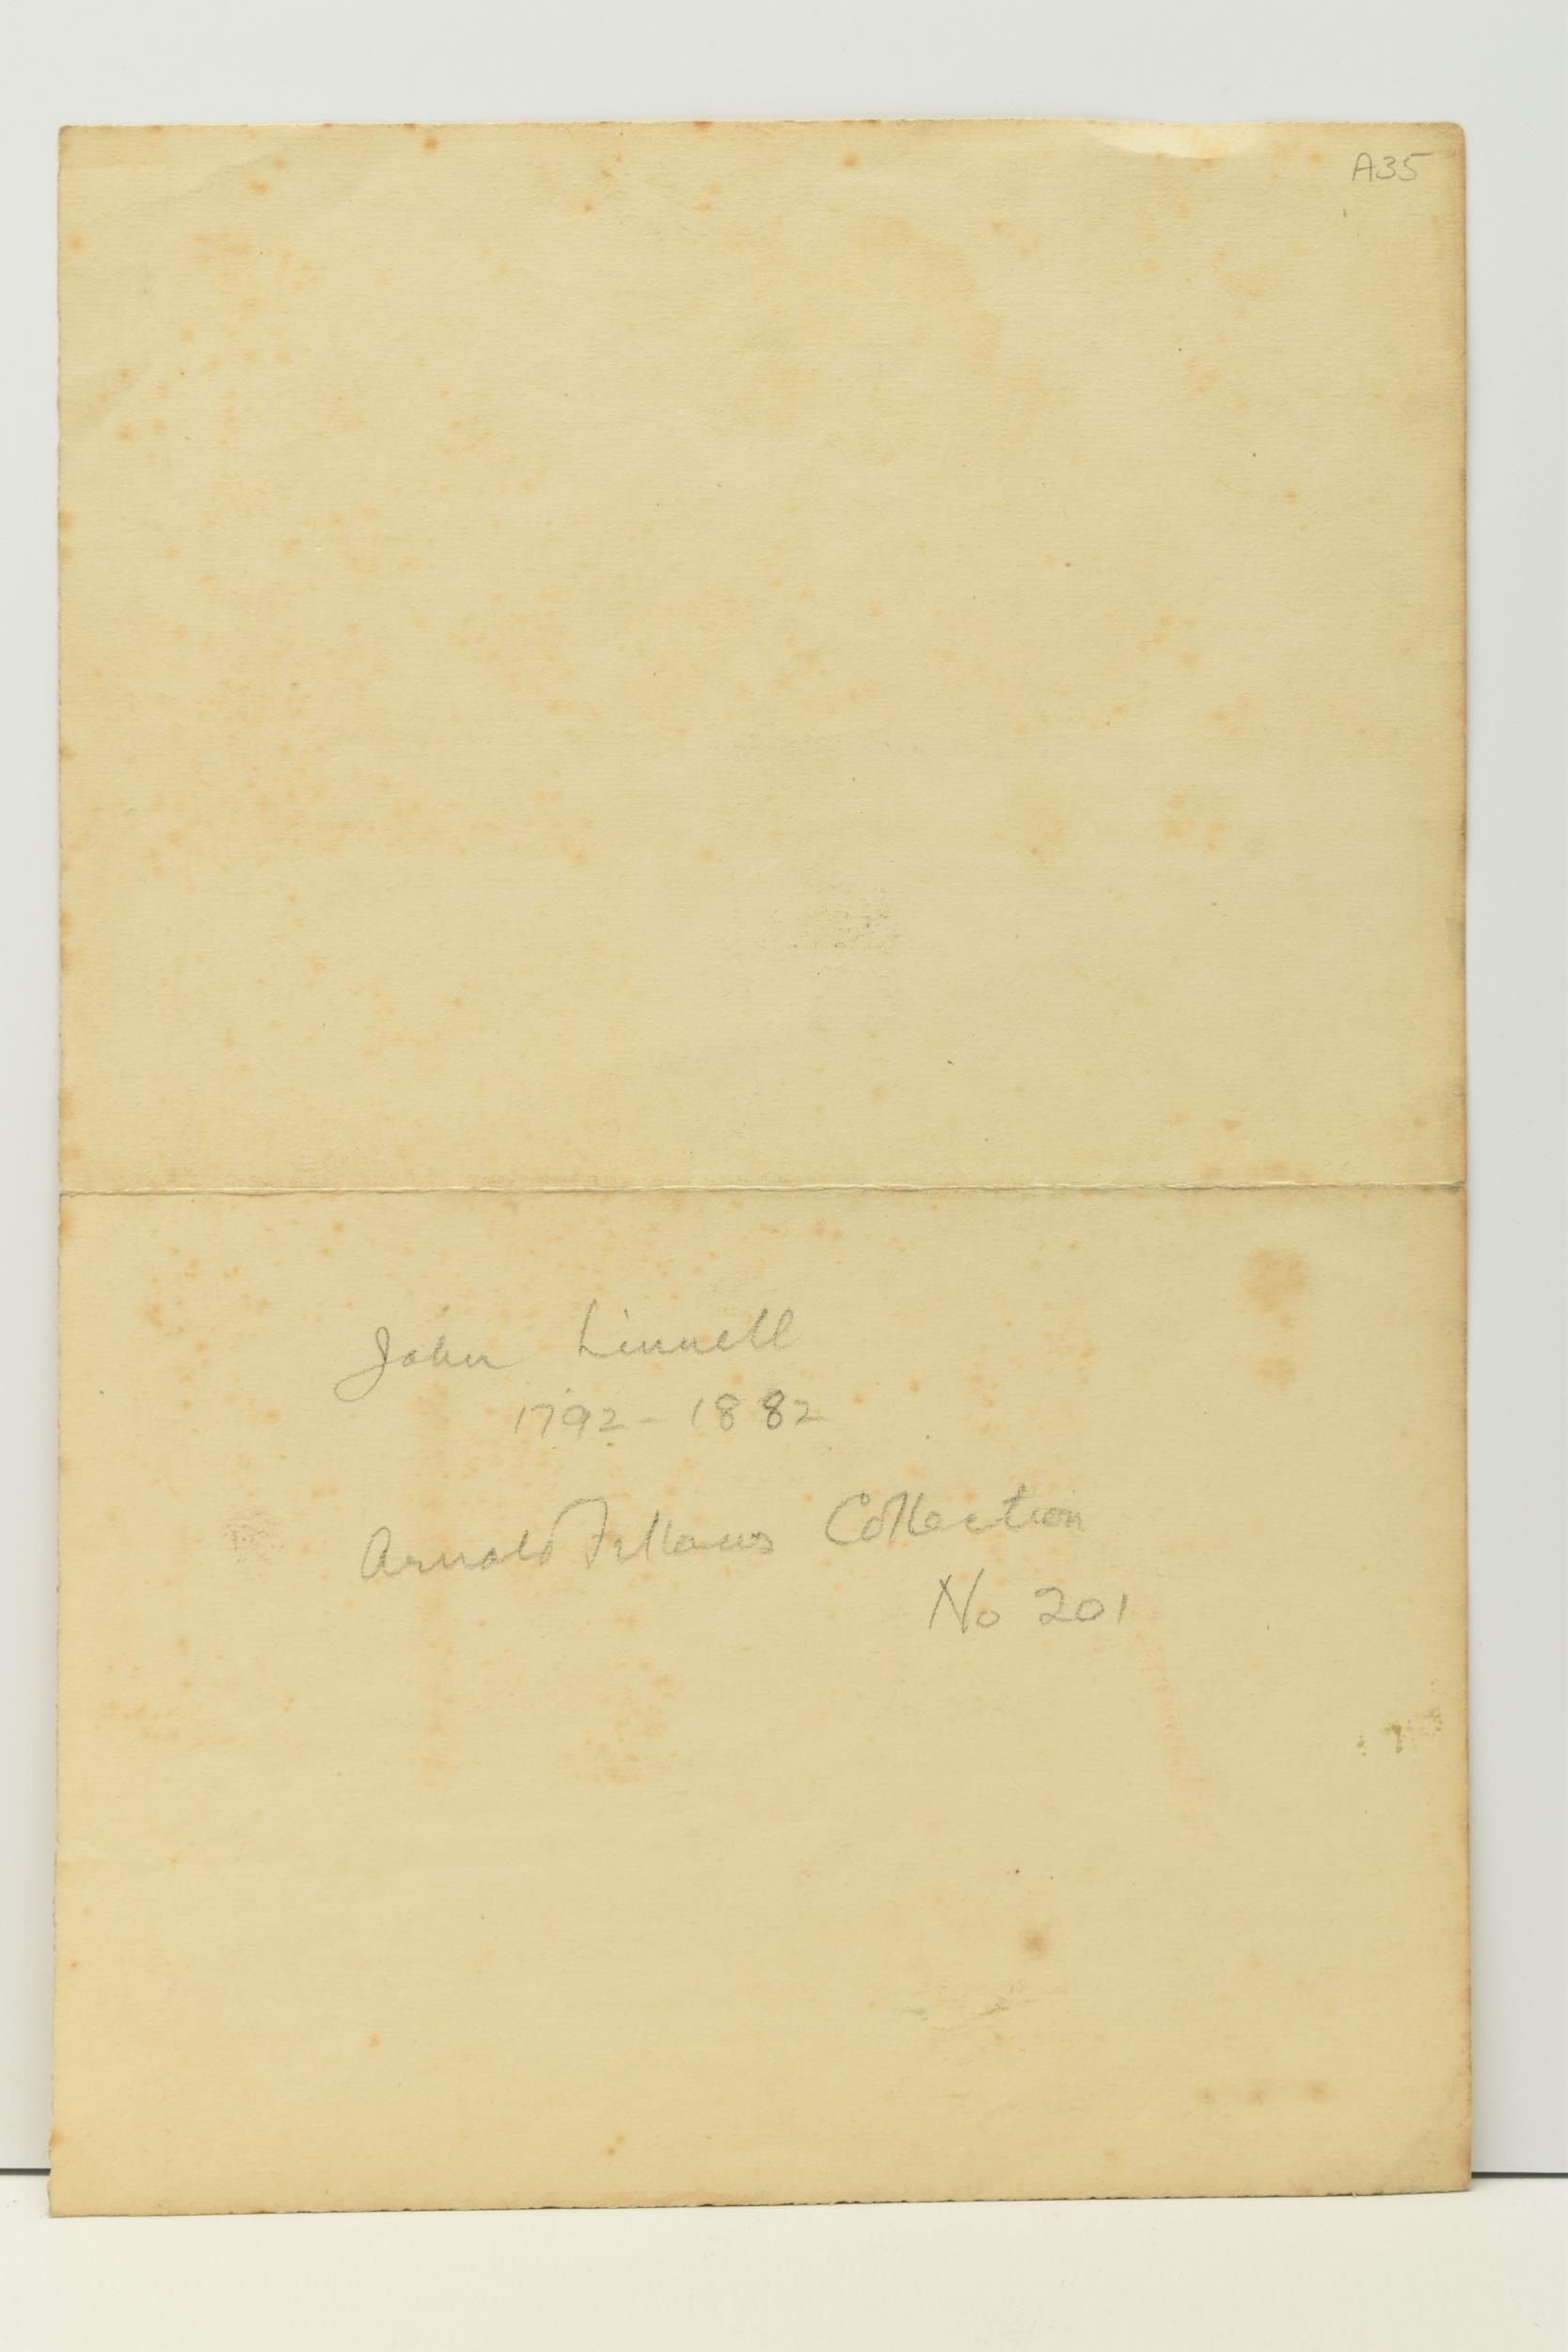 A35
John Linnell
1792 - 1882
Arnold Fellows Collection
No 201